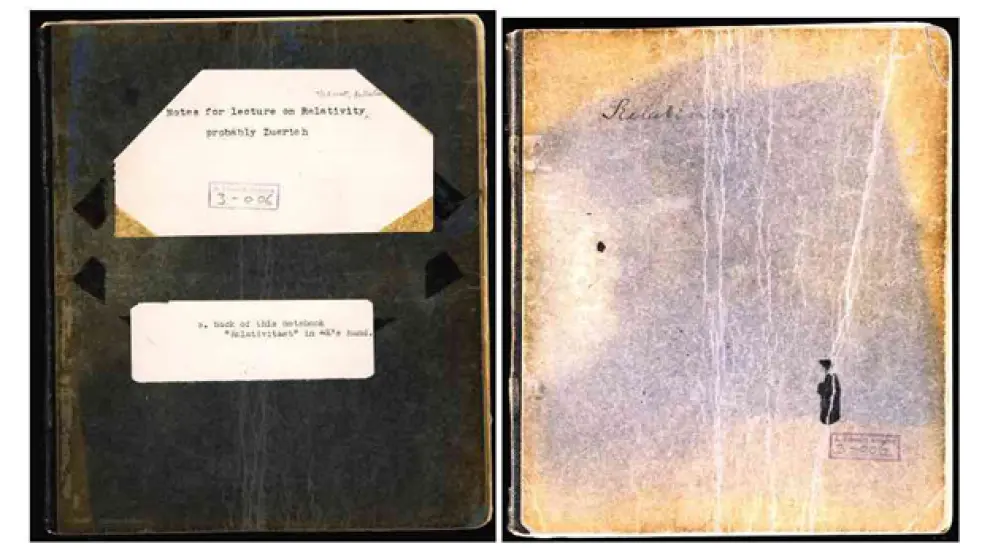 Notes for lecture on Relativity,
probably Zuerich
3-006
s. back of this notebook
"Relativitaet" in AE's hand.
3-006